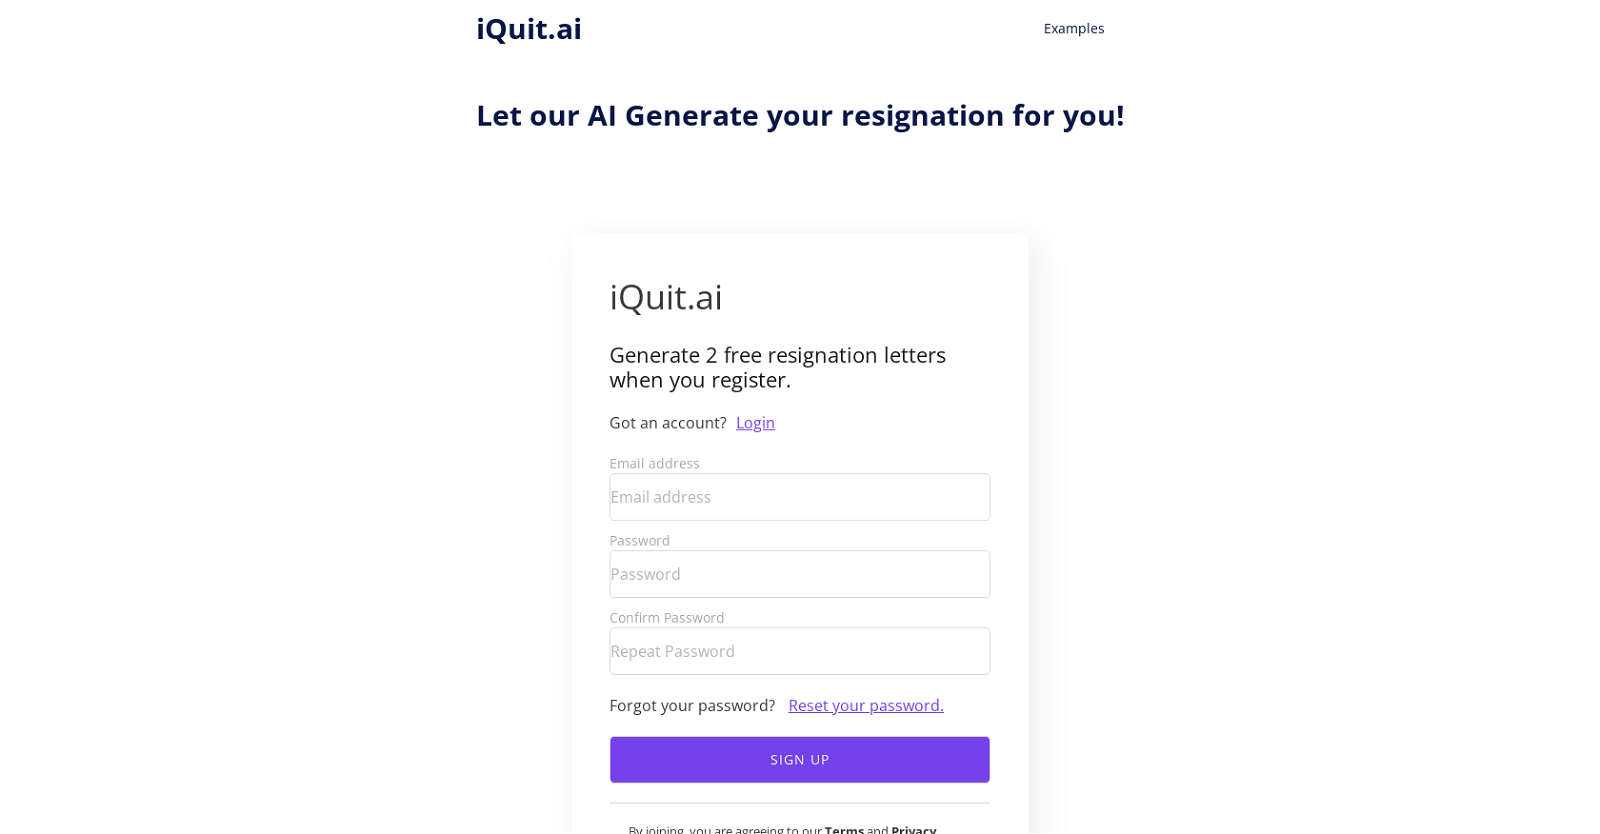 iQuit.ai
Examples
Let our AI Generate your resignation for you!
iQuit.ai
Generate 2 free resignation letters
when you register.
Got an account? Login
Email address
Email address
Password
Password
Confirm Password
Repeat Password
Forgot your password? Reset your password.
SIGN UP
By joining, you are agreeing to our Terms and Privacy